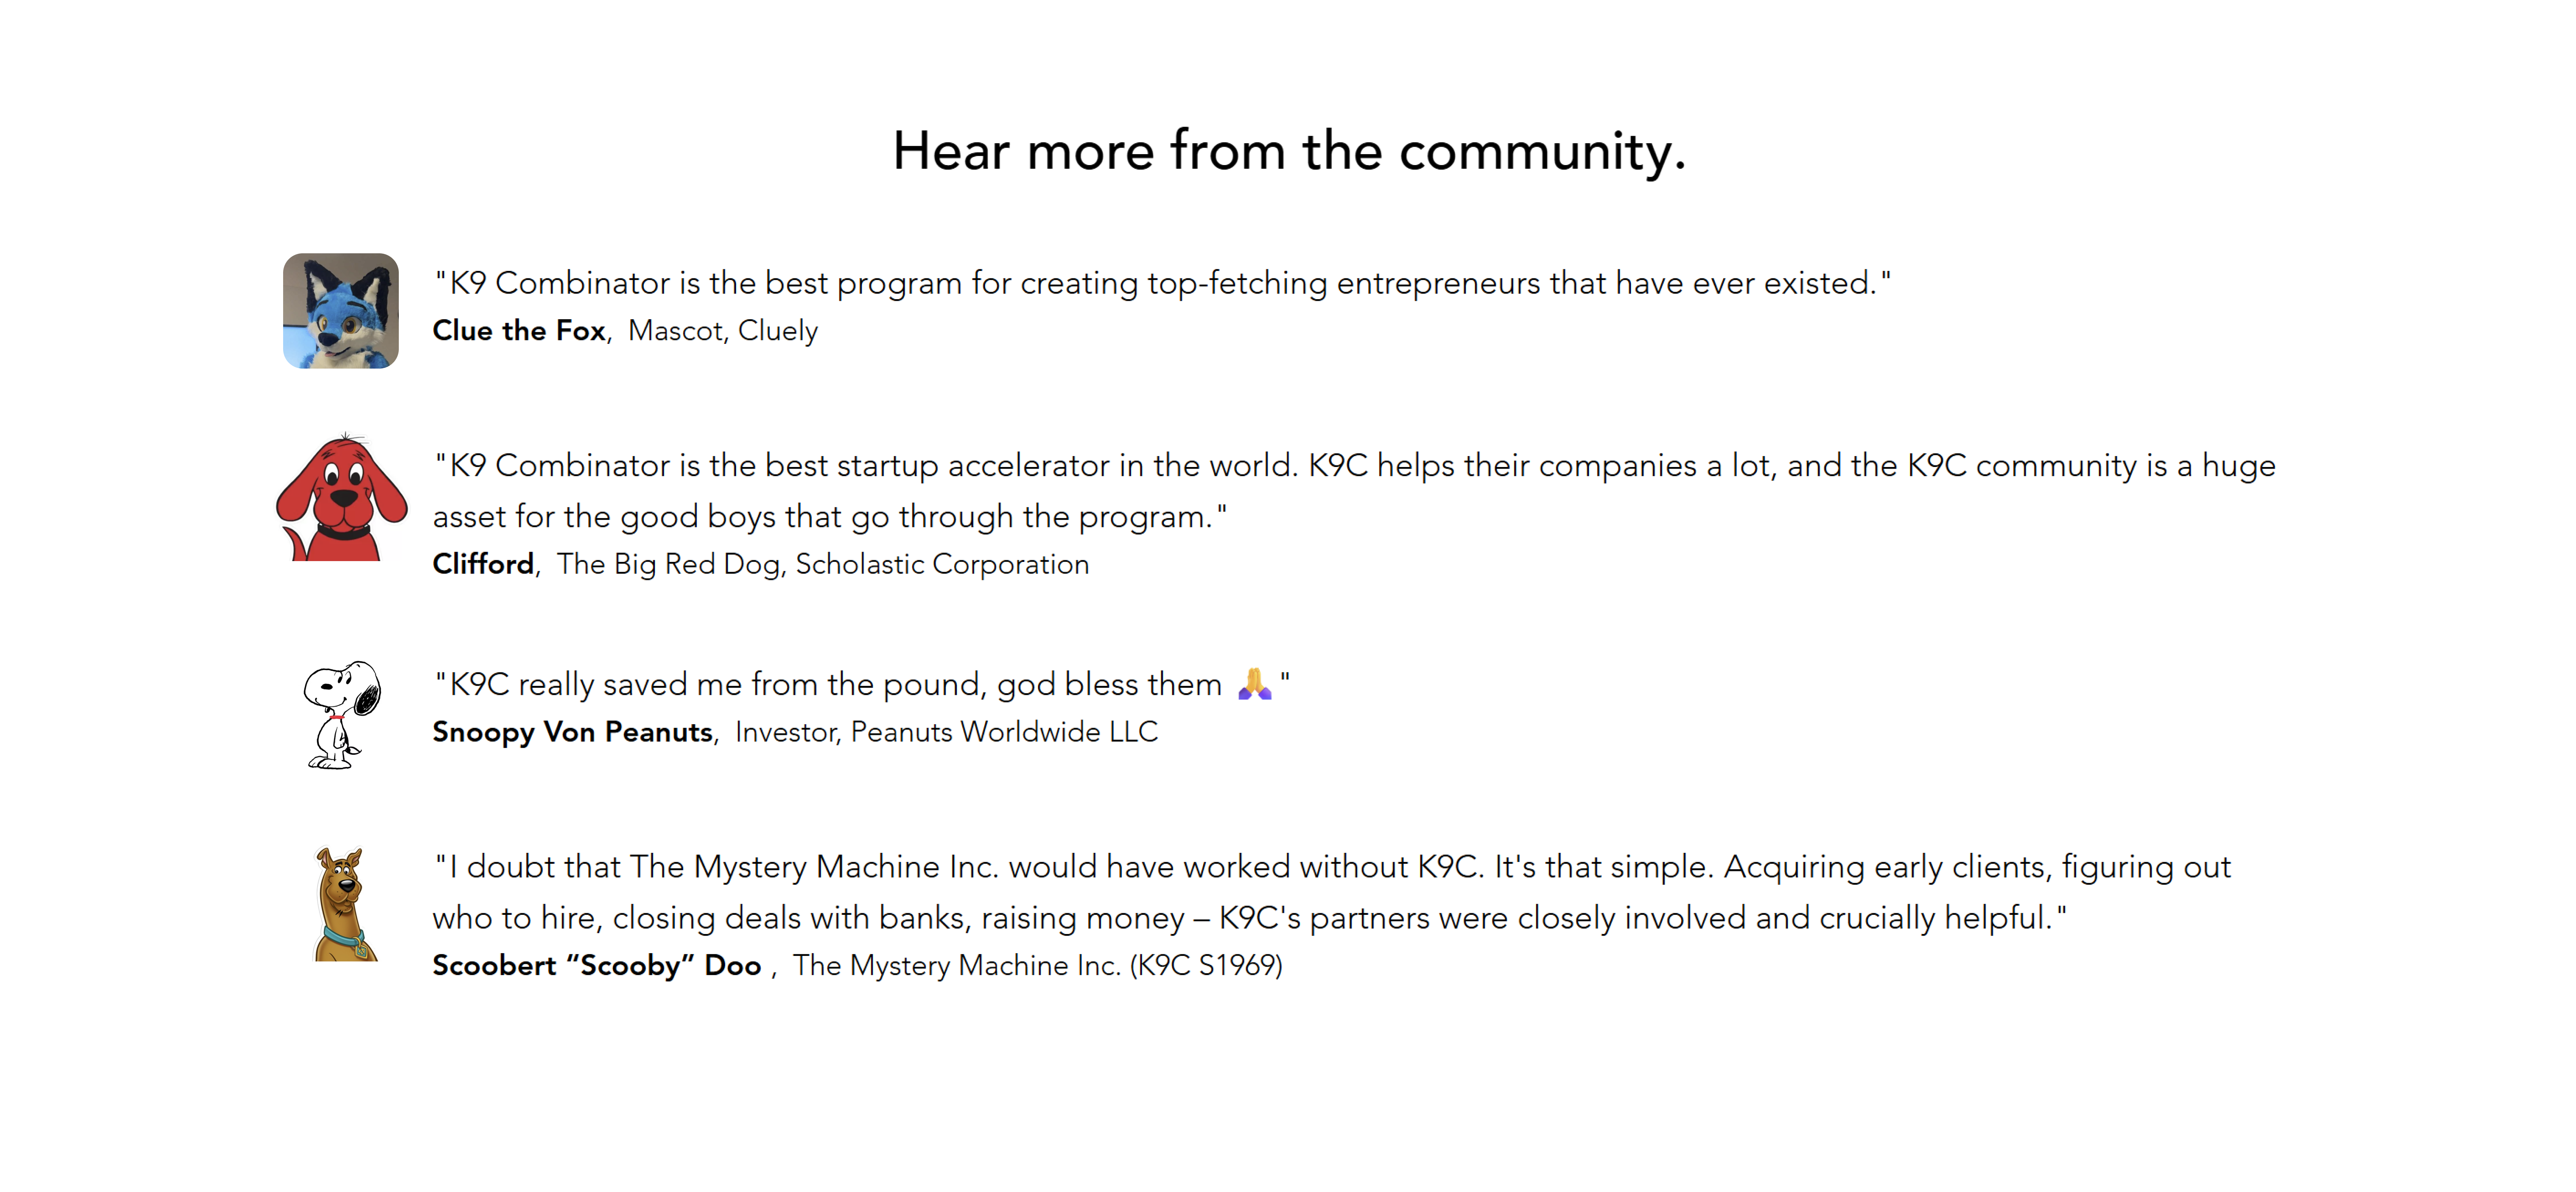 Hear more from the community.
"K9 Combinator is the best program for creating top-fetching entrepreneurs that have ever existed."
Clue the Fox, Mascot, Cluely
"K9 Combinator is the best startup accelerator in the world. K9C helps their companies a lot, and the K9C community is a huge
asset for the good boys that go through the program."
Clifford, The Big Red Dog, Scholastic Corporation
"K9C really saved me from the pound, god bless them 🙏"
Snoopy Von Peanuts, Investor, Peanuts Worldwide LLC
"I doubt that The Mystery Machine Inc. would have worked without K9C. It's that simple. Acquiring early clients, figuring out
who to hire, closing deals with banks, raising money – K9C's partners were closely involved and crucially helpful."
Scoobert “Scooby” Doo , The Mystery Machine Inc. (K9C S1969)